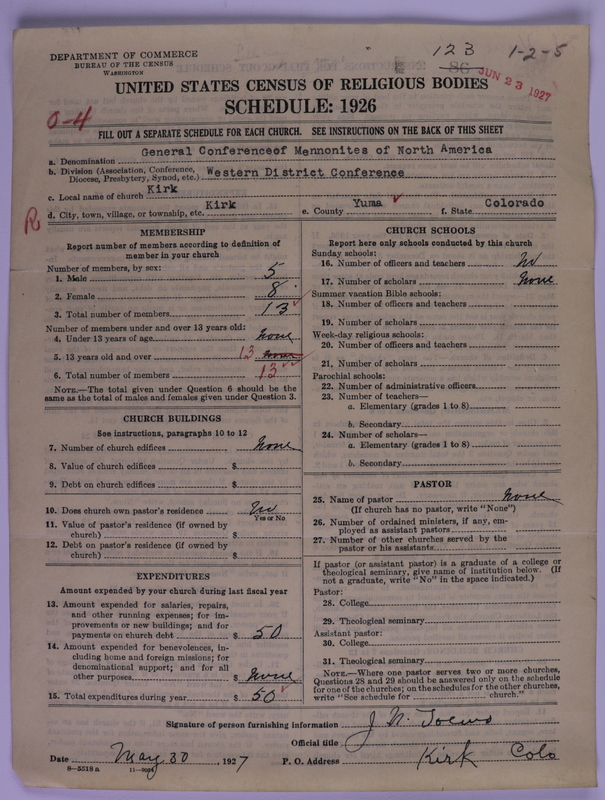 DEPARTMENT OF COMMERCE
BUREAU OF THE CENSUS
WASHINGTON
123
86
1-2-5
JUN 23 1927
UNITED STATES CENSUS OF RELIGIOUS BODIES
SCHEDULE: 1926
0-4
FILL OUT A SEPARATE SCHEDULE FOR EACH CHURCH. SEE INSTRUCTIONS ON THE BACK OF THIS SHEET
a. Denomination General Conferenceof Mennonites of North America
b. Division (Association, Conference, Diocese, Presbytery, Synod, etc.) Western District Conference
c. Local name of church Kirk
R
d. City, town, village, or township, etc. Kirk e. County Yuma f. State Colorado
MEMBERSHIP
Report number of members according to definition of
member in your church
Number of members, by sex:
1. Male 5
2. Female 8
3. Total number of members 13
Number of members under and over 13 years old:
4. Under 13 years of age none
5. 13 years old and over 13 none
6. Total number of members 13
NOTE.—The total given under Question 6 should be the
same as the total of males and females given under Question 3.
CHURCH BUILDINGS
See instructions, paragraphs 10 to 12
7. Number of church edifices None
8. Value of church edifices $
9. Debt on church edifices $
10. Does church own pastor's residence No
Yes or No
11. Value of pastor's residence (if owned by
church) $
12. Debt on pastor's residence (if owned by
church) $
EXPENDITURES
Amount expended by your church during last fiscal year
13. Amount expended for salaries, repairs,
and other running expenses; for im-
provements or new buildings; and for
payments on church debt $ 50
14. Amount expended for benevolences, in-
cluding home and foreign missions; for
denominational support; and for all
other purposes $ None
15. Total expenditures during year $ 50
CHURCH SCHOOLS
Report here only schools conducted by this church
Sunday schools:
16. Number of officers and teachers No
17. Number of scholars None
Summer vacation Bible schools:
18. Number of officers and teachers
19. Number of scholars
Week-day religious schools:
20. Number of officers and teachers
21. Number of scholars
Parochial schools:
22. Number of administrative officers
23. Number of teachers—
a. Elementary (grades 1 to 8)
b. Secondary
24. Number of scholars—
a. Elementary (grades 1 to 8)
b. Secondary
PASTOR
25. Name of pastor None
(If church has no pastor, write "None")
26. Number of ordained ministers, if any, em-
ployed as assistant pastors
27. Number of other churches served by the
pastor or his assistants
If pastor (or assistant pastor) is a graduate of a college or
theological seminary, give name of institution below. (If
not a graduate, write "No" in the space indicated.)
Pastor:
28. College
29. Theological seminary
Assistant pastor:
30. College
31. Theological seminary
NOTE.—Where one pastor serves two or more churches,
Questions 28 and 29 should be answered only on the schedule
for one of the churches; on the schedules for the other churches,
write "See schedule for church."
Signature of person furnishing information J. N. Toews
Official title
Date May 30, 1927 P. O. Address Kirk Colo
8-5518 a